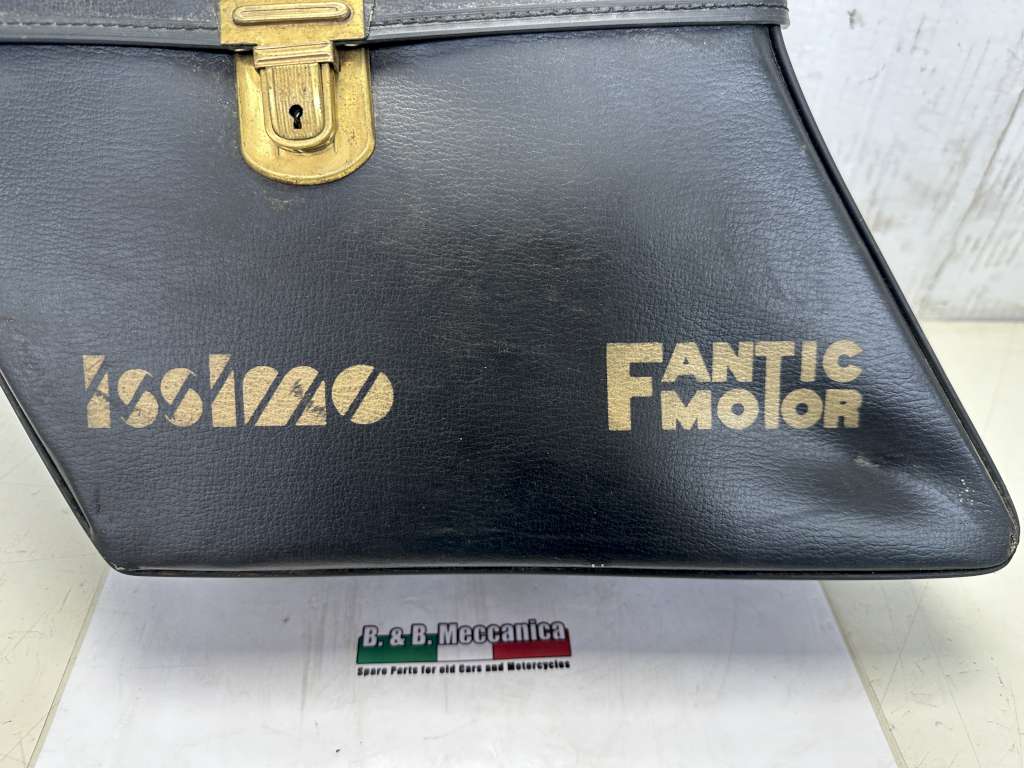 issimo
FANTIC
MOTOR
B. & B. Meccanica
Spare Parts for old Cars and Motorcycles